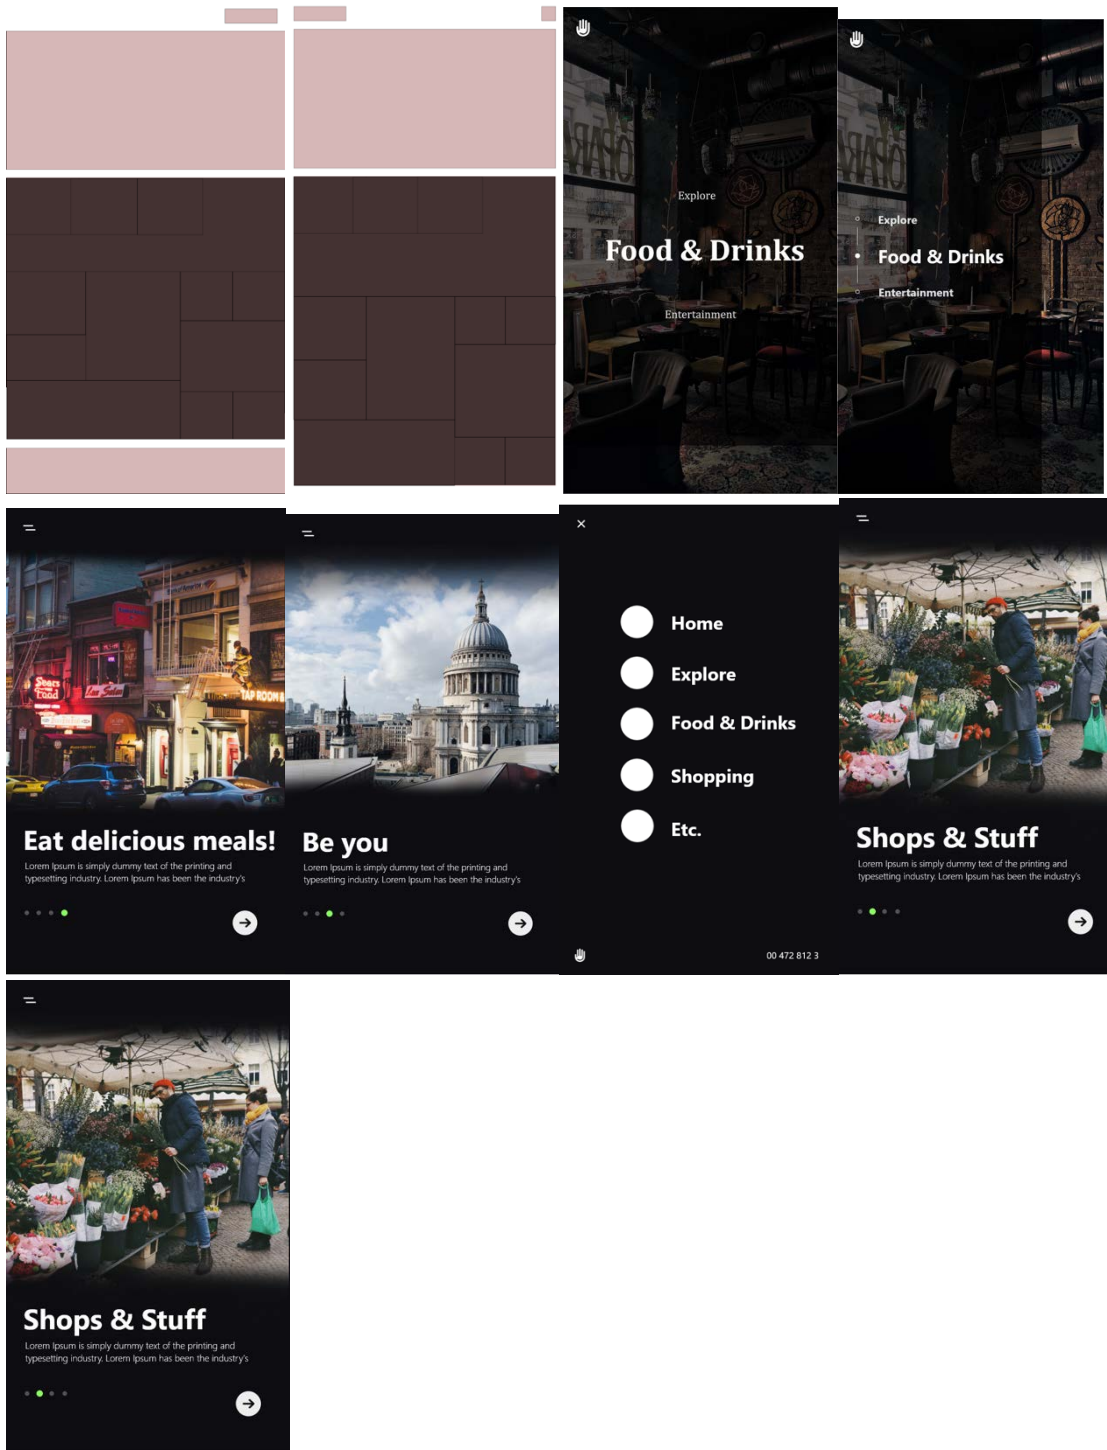 Explore
Food & Drinks
Entertainment
Explore
Food & Drinks
Entertainment
Sears
Food
TAP ROOM &
Eat delicious meals!
Lorem Ipsum is simply dummy text of the printing and
typesetting industry. Lorem Ipsum has been the industry's
Be you
Lorem Ipsum is simply dummy text of the printing and
typesetting industry. Lorem Ipsum has been the industry's
Home
Explore
Food & Drinks
Shopping
Etc.
00 472 812 3
Shops & Stuff
Lorem Ipsum is simply dummy text of the printing and
typesetting industry. Lorem Ipsum has been the industry's
Shops & Stuff
Lorem Ipsum is simply dummy text of the printing and
typesetting industry. Lorem Ipsum has been the industry's